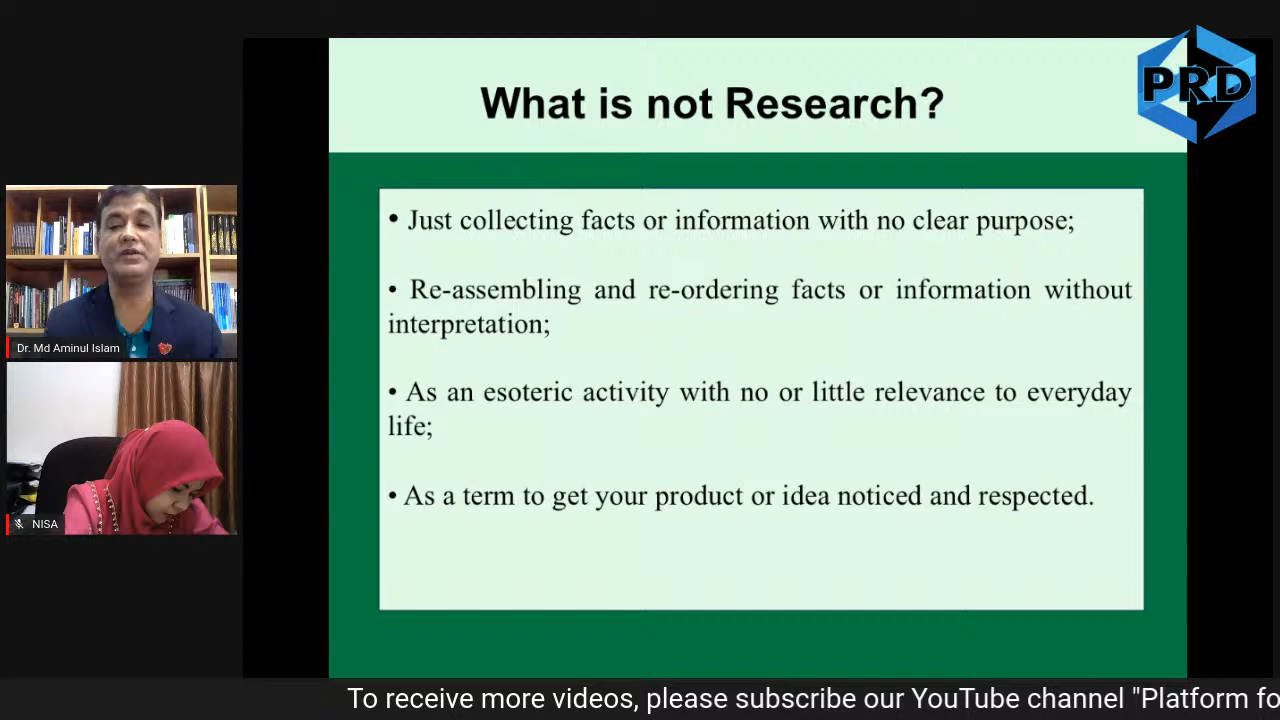 What is not Research?
PRD
• Just collecting facts or information with no clear purpose;
• Re-assembling and re-ordering facts or information without
interpretation;
• As an esoteric activity with no or little relevance to everyday
life;
• As a term to get your product or idea noticed and respected.
Dr. Md Aminul Islam
NISA
To receive more videos, please subscribe our YouTube channel "Platform fo